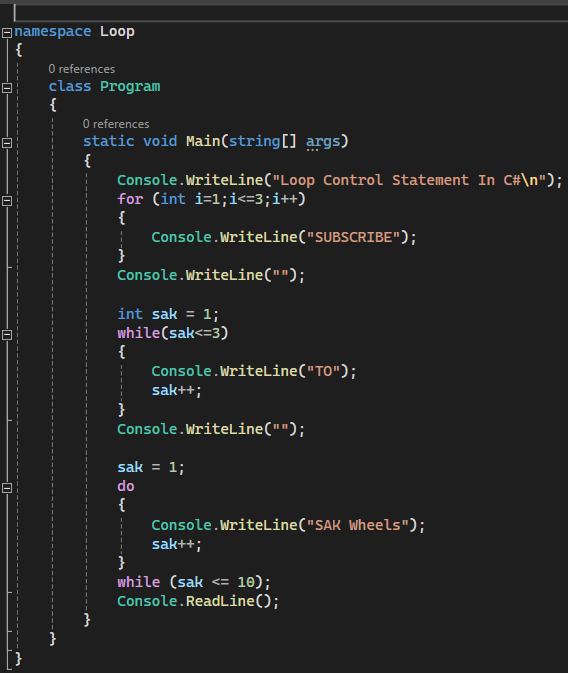 namespace Loop
{
0 references
class Program
{
0 references
static void Main(string[] args)
{
Console.WriteLine("Loop Control Statement In C#\n");
for (int i=1;i<=3;i++)
{
Console.WriteLine("SUBSCRIBE");
}
Console.WriteLine("");
int sak = 1;
while(sak<=3)
{
Console.WriteLine("TO");
sak++;
}
Console.WriteLine("");
sak = 1;
do
{
Console.WriteLine("SAK Wheels");
sak++;
}
while (sak <= 10);
Console.ReadLine();
}
}
}